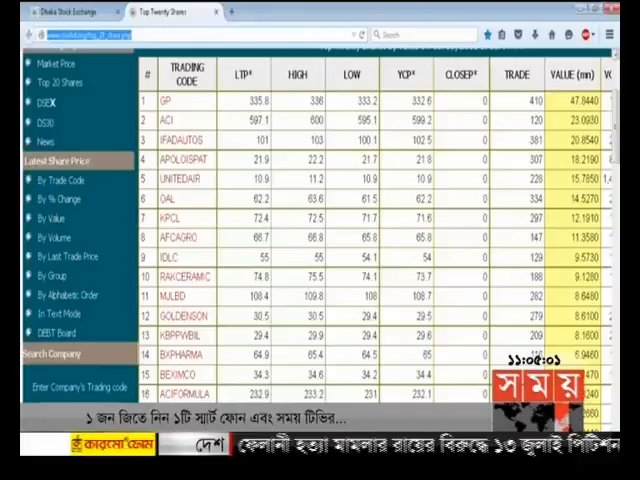 Dhaka Stock Exchange
Top Twenty Shares
Search
Market Price
Top 20 Shares
DSEX
DS30
News
Latest Share Price
By Trade Code
By % Change
By Value
By Volume
By Last Trade Price
By Group
By Alphabetic Order
In Text Mode
DEBT Board
Search Company
Enter Company's Trading code
# TRADING CODE LTP* HIGH LOW YCP* CLOSEP* TRADE VALUE (mn)
1 GP 335.8 336 333.2 332.6 0 410 47.8440
2 ACI 597.1 600 595.1 599.2 0 120 23.0930
3 IFADAUTOS 101 103 100.1 102.5 0 381 20.8540
4 APOLOISPAT 21.9 22.2 21.7 21.8 0 307 18.2190
5 UNITEDAIR 10.9 11.2 10.9 10.9 0 228 15.7850
6 OAL 62.2 63.6 61.5 62.2 0 334 14.5270
7 KPCL 72.4 72.5 71.7 71.6 0 297 12.1910
8 AFCAGRO 66.7 66.8 65.8 65.8 0 147 11.3580
9 IDLC 55 55 54.1 54 0 129 9.5730
10 RAKCERAMIC 74.8 75.5 74.1 73.7 0 188 9.1280
11 MJLBD 108.4 109.8 108 108.7 0 282 8.6480
12 GOLDENSON 30.5 30.5 29.4 29.5 0 279 8.6100
13 KBPPWBIL 29.4 29.9 29.4 29.6 0 209 8.1600
14 BXPHARMA 64.9 65.4 64.5 65 0 6.9460
15 BEXIMCO 34.3 34.6 34.2 34.4 0
16 ACIFORMULA 232.9 233.2 231 232.1 0
১১:০৫:০১
সময়
১ জন জিতে নিন ১টি স্মার্ট ফোন এবং সময় টিভির...
কারমো ফোম দেশ ফেলানী হত্যা মামলার রায়ের বিরুদ্ধে ১৩ জুলাই পিটিশন